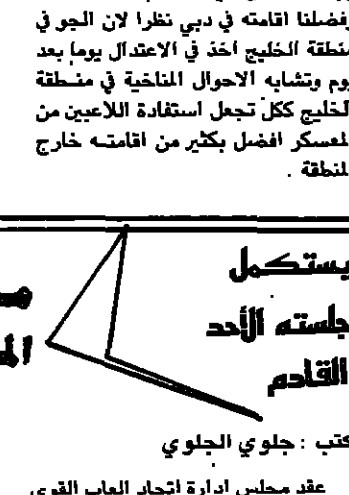 وفضلنا اقامته في دبي نظرا لان الجو في
منطقة الخليج اخذ في الاعتدال يوما بعد
يوم وتشابه الاحوال المناخية في منطقة
الخليج ككل تجعل استفادة اللاعبين من
المعسكر افضل بكثير من اقامته خارج
المنطقة .
يستكمل
جلسته الأحد
القادم
كتب : جلوي الجلوي
عقد مجلس ادارة اتحاد العاب القوى